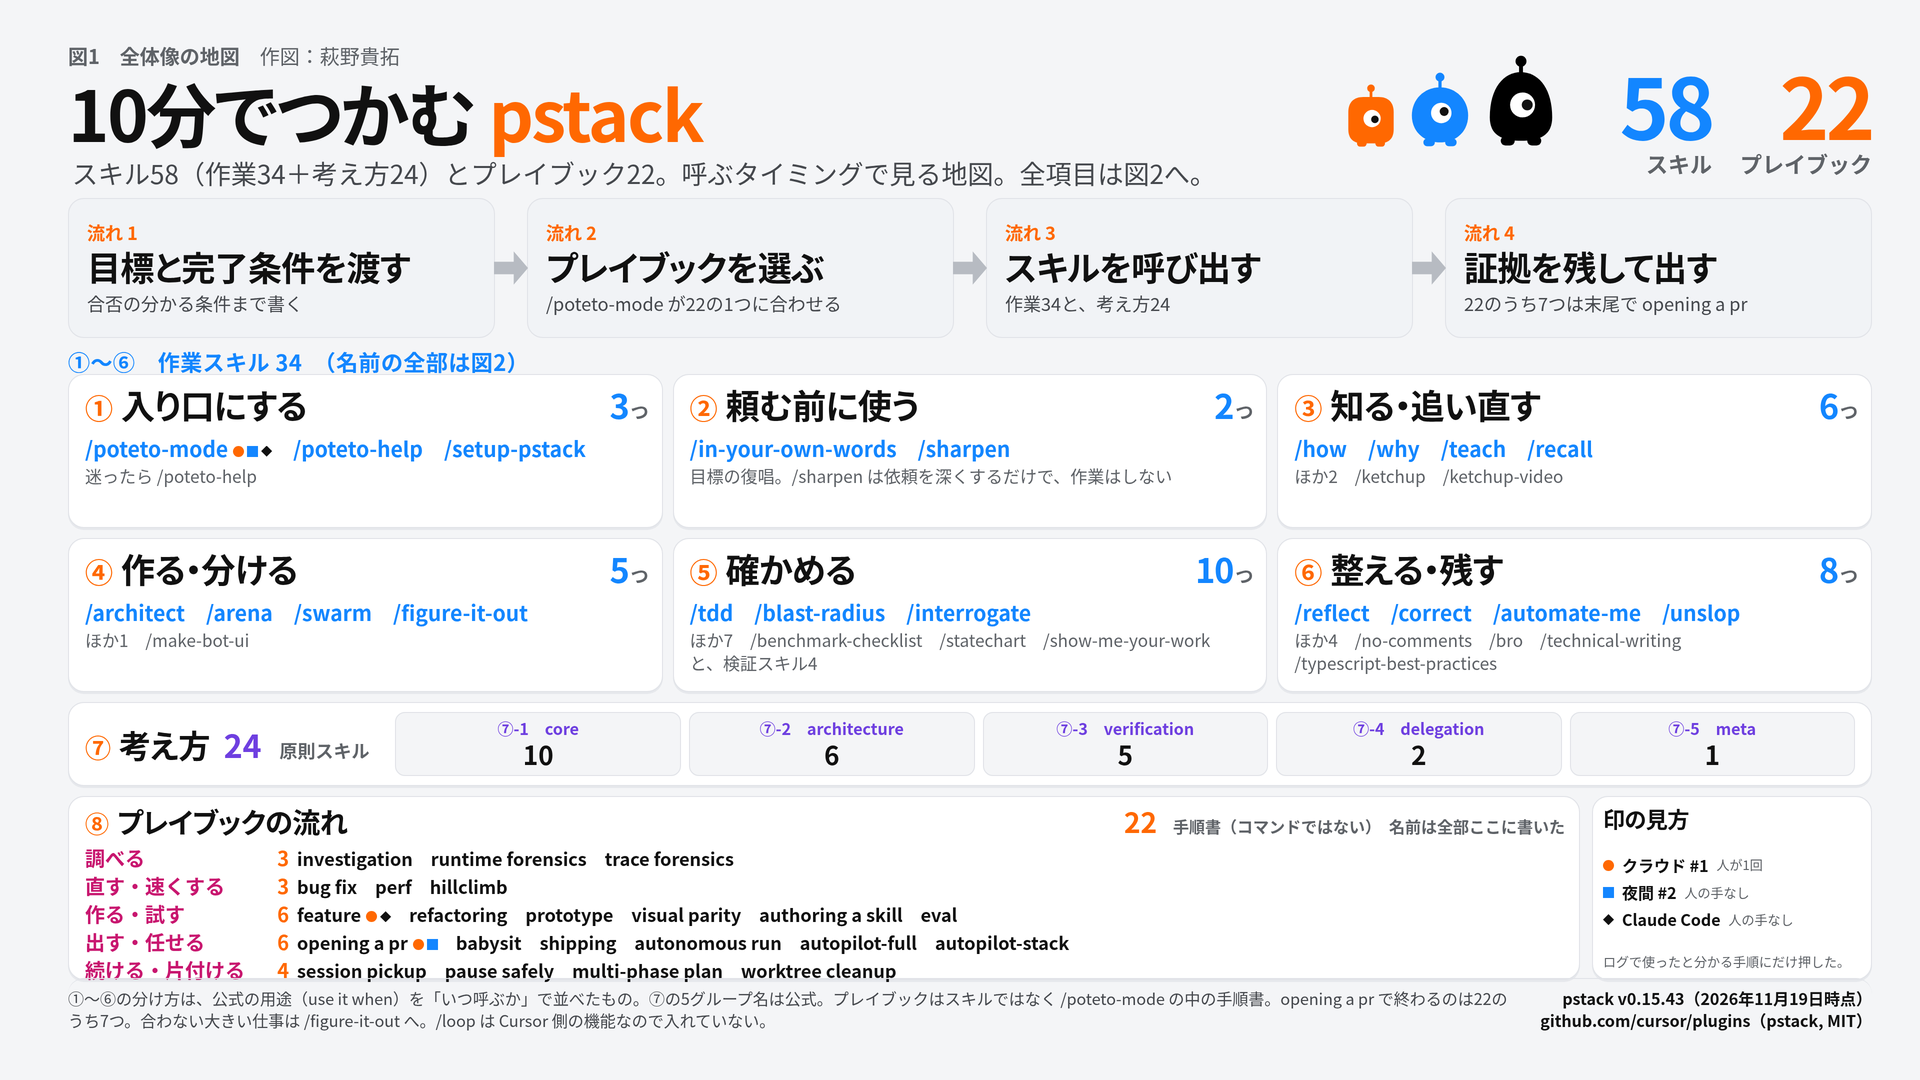 図1　全体像の地図　作図：萩野貴拓
10分でつかむ pstack
スキル58（作業34＋考え方24）とプレイブック22。呼ぶタイミングで見る地図。全項目は図2へ。
58
スキル
22
プレイブック
流れ 1
目標と完了条件を渡す
合否の分かる条件まで書く
流れ 2
プレイブックを選ぶ
/poteto-mode が22の1つに合わせる
流れ 3
スキルを呼び出す
作業34と、考え方24
流れ 4
証拠を残して出す
22のうち7つは末尾で opening a pr
①〜⑥　作業スキル 34　（名前の全部は図2）
① 入り口にする 3つ
/poteto-mode ●■◆　/poteto-help　/setup-pstack
迷ったら /poteto-help
② 頼む前に使う 2つ
/in-your-own-words　/sharpen
目標の復唱。/sharpen は依頼を深くするだけで、作業はしない
③ 知る・追い直す 6つ
/how　/why　/teach　/recall
ほか2　/ketchup　/ketchup-video
④ 作る・分ける 5つ
/architect　/arena　/swarm　/figure-it-out
ほか1　/make-bot-ui
⑤ 確かめる 10つ
/tdd　/blast-radius　/interrogate
ほか7　/benchmark-checklist　/statechart　/show-me-your-work
と、検証スキル4
⑥ 整える・残す 8つ
/reflect　/correct　/automate-me　/unslop
ほか4　/no-comments　/bro　/technical-writing
/typescript-best-practices
⑦ 考え方 24 原則スキル
⑦-1　core
10
⑦-2　architecture
6
⑦-3　verification
5
⑦-4　delegation
2
⑦-5　meta
1
⑧ プレイブックの流れ
22 手順書（コマンドではない）　名前は全部ここに書いた
調べる 3 investigation　runtime forensics　trace forensics
直す・速くする 3 bug fix　perf　hillclimb
作る・試す 6 feature ●◆　refactoring　prototype　visual parity　authoring a skill　eval
出す・任せる 6 opening a pr ●■　babysit　shipping　autonomous run　autopilot-full　autopilot-stack
続ける・片付ける 4 session pickup　pause safely　multi-phase plan　worktree cleanup
印の見方
● クラウド #1 人が1回
■ 夜間 #2 人の手なし
◆ Claude Code 人の手なし
ログで使ったと分かる手順にだけ押した。
①〜⑥の分け方は、公式の用途（use it when）を「いつ呼ぶか」で並べたもの。⑦の5グループ名は公式。プレイブックはスキルではなく /poteto-mode の中の手順書。opening a pr で終わるのは22の
うち7つ。合わない大きい仕事は /figure-it-out へ。/loop は Cursor 側の機能なので入れていない。
pstack v0.15.43（2026年11月19日時点）
github.com/cursor/plugins（pstack, MIT）